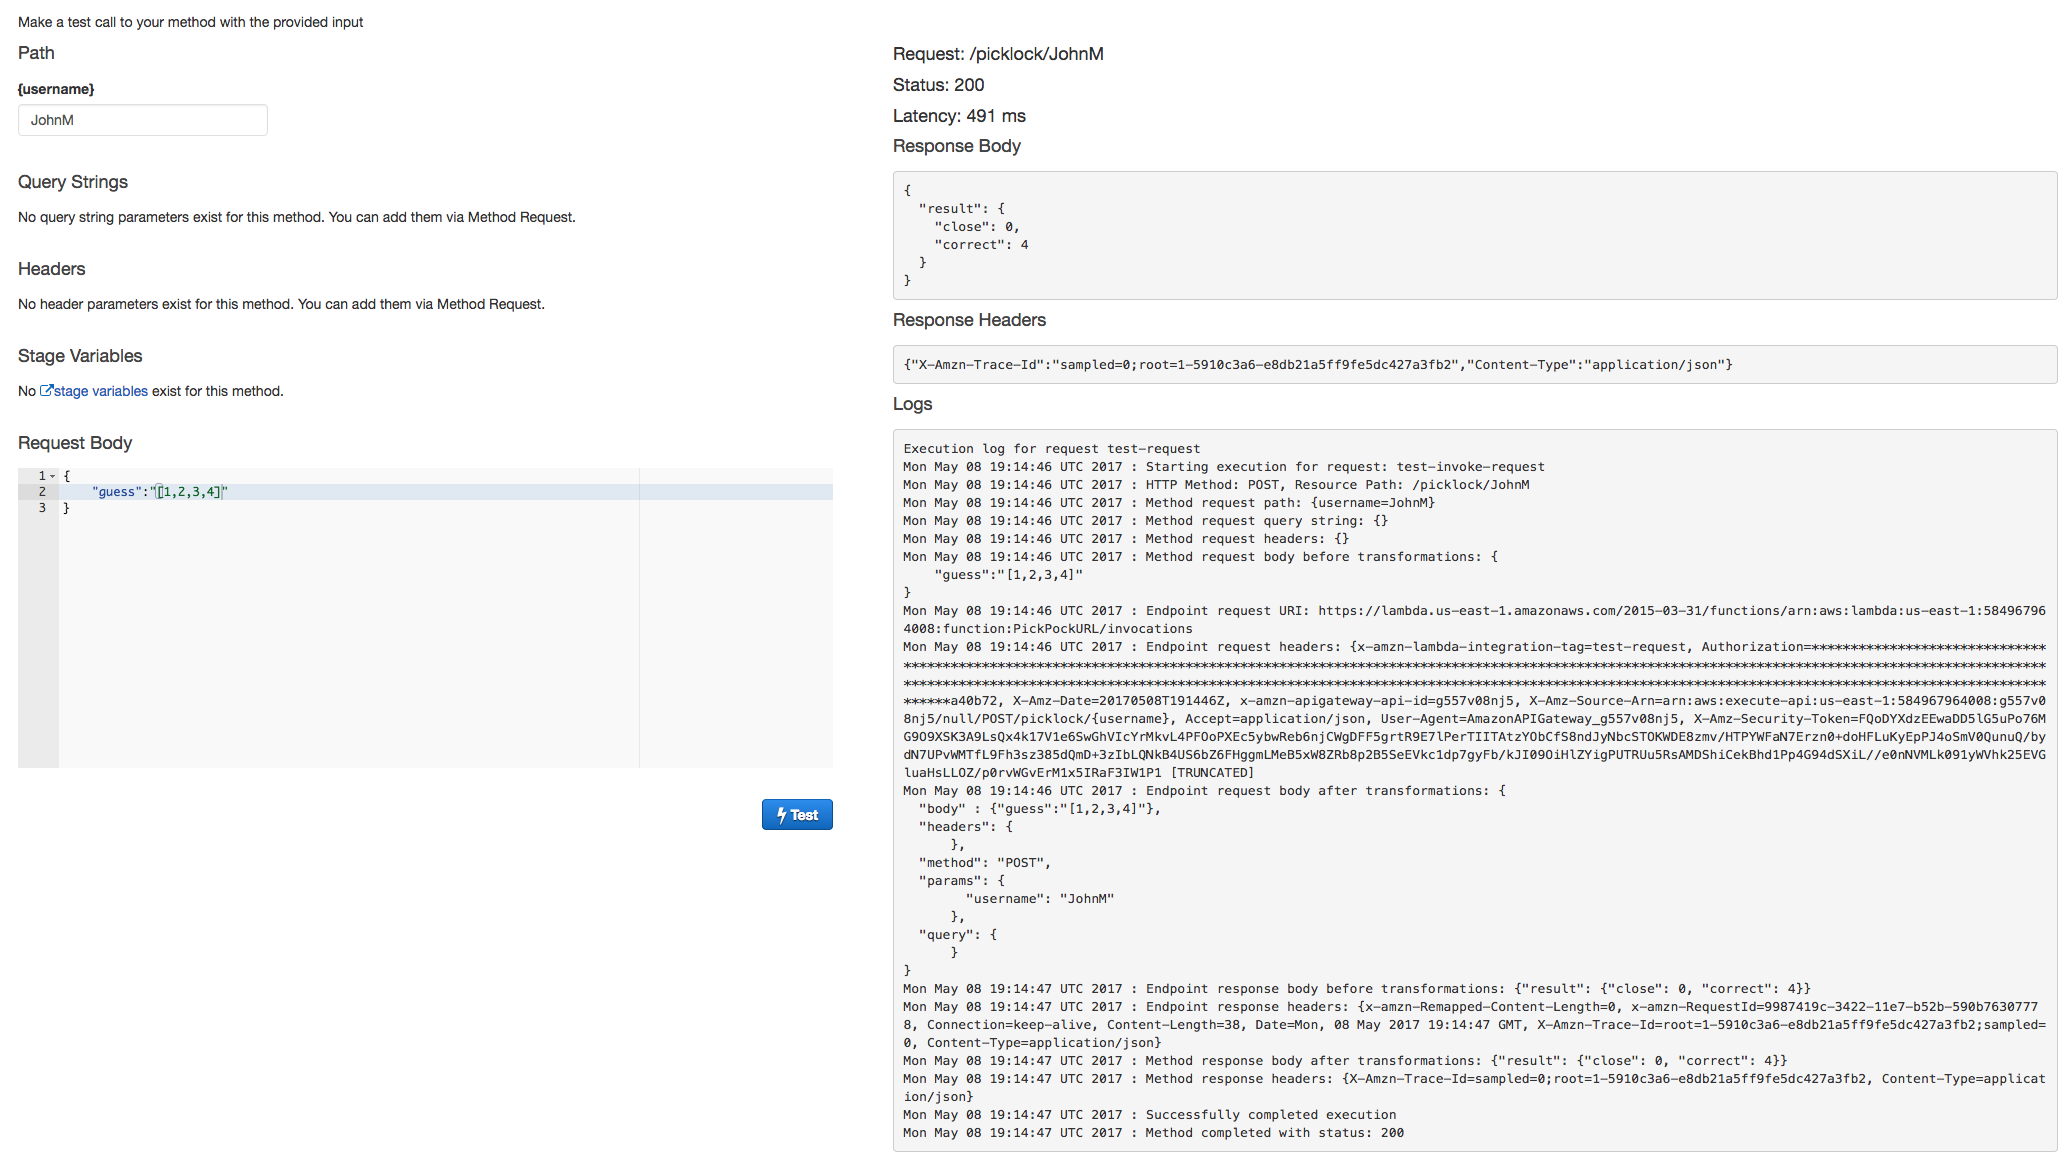 Make a test call to your method with the provided input
Path
{username}
JohnM
Query Strings
No query string parameters exist for this method. You can add them via Method Request.
Headers
No header parameters exist for this method. You can add them via Method Request.
Stage Variables
No stage variables exist for this method.
Request Body
1 {
2 "guess":"[1,2,3,4]"
3 }
Test
Request: /picklock/JohnM
Status: 200
Latency: 491 ms
Response Body
{
"result": {
"close": 0,
"correct": 4
}
}
Response Headers
{"X-Amzn-Trace-Id":"sampled=0;root=1-5910c3a6-e8db21a5ff9fe5dc427a3fb2","Content-Type":"application/json"}
Logs
Execution log for request test-request
Mon May 08 19:14:46 UTC 2017 : Starting execution for request: test-invoke-request
Mon May 08 19:14:46 UTC 2017 : HTTP Method: POST, Resource Path: /picklock/JohnM
Mon May 08 19:14:46 UTC 2017 : Method request path: {username=JohnM}
Mon May 08 19:14:46 UTC 2017 : Method request query string: {}
Mon May 08 19:14:46 UTC 2017 : Method request headers: {}
Mon May 08 19:14:46 UTC 2017 : Method request body before transformations: {
"guess":"[1,2,3,4]"
}
Mon May 08 19:14:46 UTC 2017 : Endpoint request URI: https://lambda.us-east-1.amazonaws.com/2015-03-31/functions/arn:aws:lambda:us-east-1:58496796
4008:function:PickPockURL/invocations
Mon May 08 19:14:46 UTC 2017 : Endpoint request headers: {x-amzn-lambda-integration-tag=test-request, Authorization=******************************
**************************************************************************************************************************************************
**************************************************************************************************************************************************
******a40b72, X-Amz-Date=20170508T191446Z, x-amzn-apigateway-api-id=g557v08nj5, X-Amz-Source-Arn=arn:aws:execute-api:us-east-1:584967964008:g557v0
8nj5/null/POST/picklock/{username}, Accept=application/json, User-Agent=AmazonAPIGateway_g557v08nj5, X-Amz-Security-Token=FQoDYXdzEEwaDD5lG5uPo76M
G9O9XSK3A9LsQx4k17V1e6SwGhVIcYrMkvL4PFOoPXEc5ybwReb6njCWgDFF5grtR9E7lPerTIITAtzYObCfS8ndJyNbcSTOKWDE8zmv/HTPYWFaN7Erzn0+doHFLuKyEpPJ4oSmV0QunuQ/by
dN7UPvWMTfL9Fh3sz385dQmD+3zIbLQNkB4US6bZ6FHggmLMeB5xW8ZRb8p2B5SeEVkc1dp7gyFb/kJI09OiHlZYigPUTRUu5RsAMDShiCekBhd1Pp4G94dSXiL//e0nNVMLk091yWVhk25EVG
luaHsLLOZ/p0rvWGvErM1x5IRaF3IW1P1 [TRUNCATED]
Mon May 08 19:14:46 UTC 2017 : Endpoint request body after transformations: {
"body" : {"guess":"[1,2,3,4]"},
"headers": {
},
"method": "POST",
"params": {
"username": "JohnM"
},
"query": {
}
}
Mon May 08 19:14:47 UTC 2017 : Endpoint response body before transformations: {"result": {"close": 0, "correct": 4}}
Mon May 08 19:14:47 UTC 2017 : Endpoint response headers: {x-amzn-Remapped-Content-Length=0, x-amzn-RequestId=9987419c-3422-11e7-b52b-590b7630777
8, Connection=keep-alive, Content-Length=38, Date=Mon, 08 May 2017 19:14:47 GMT, X-Amzn-Trace-Id=root=1-5910c3a6-e8db21a5ff9fe5dc427a3fb2;sampled=
0, Content-Type=application/json}
Mon May 08 19:14:47 UTC 2017 : Method response body after transformations: {"result": {"close": 0, "correct": 4}}
Mon May 08 19:14:47 UTC 2017 : Method response headers: {X-Amzn-Trace-Id=sampled=0;root=1-5910c3a6-e8db21a5ff9fe5dc427a3fb2, Content-Type=applicat
ion/json}
Mon May 08 19:14:47 UTC 2017 : Successfully completed execution
Mon May 08 19:14:47 UTC 2017 : Method completed with status: 200